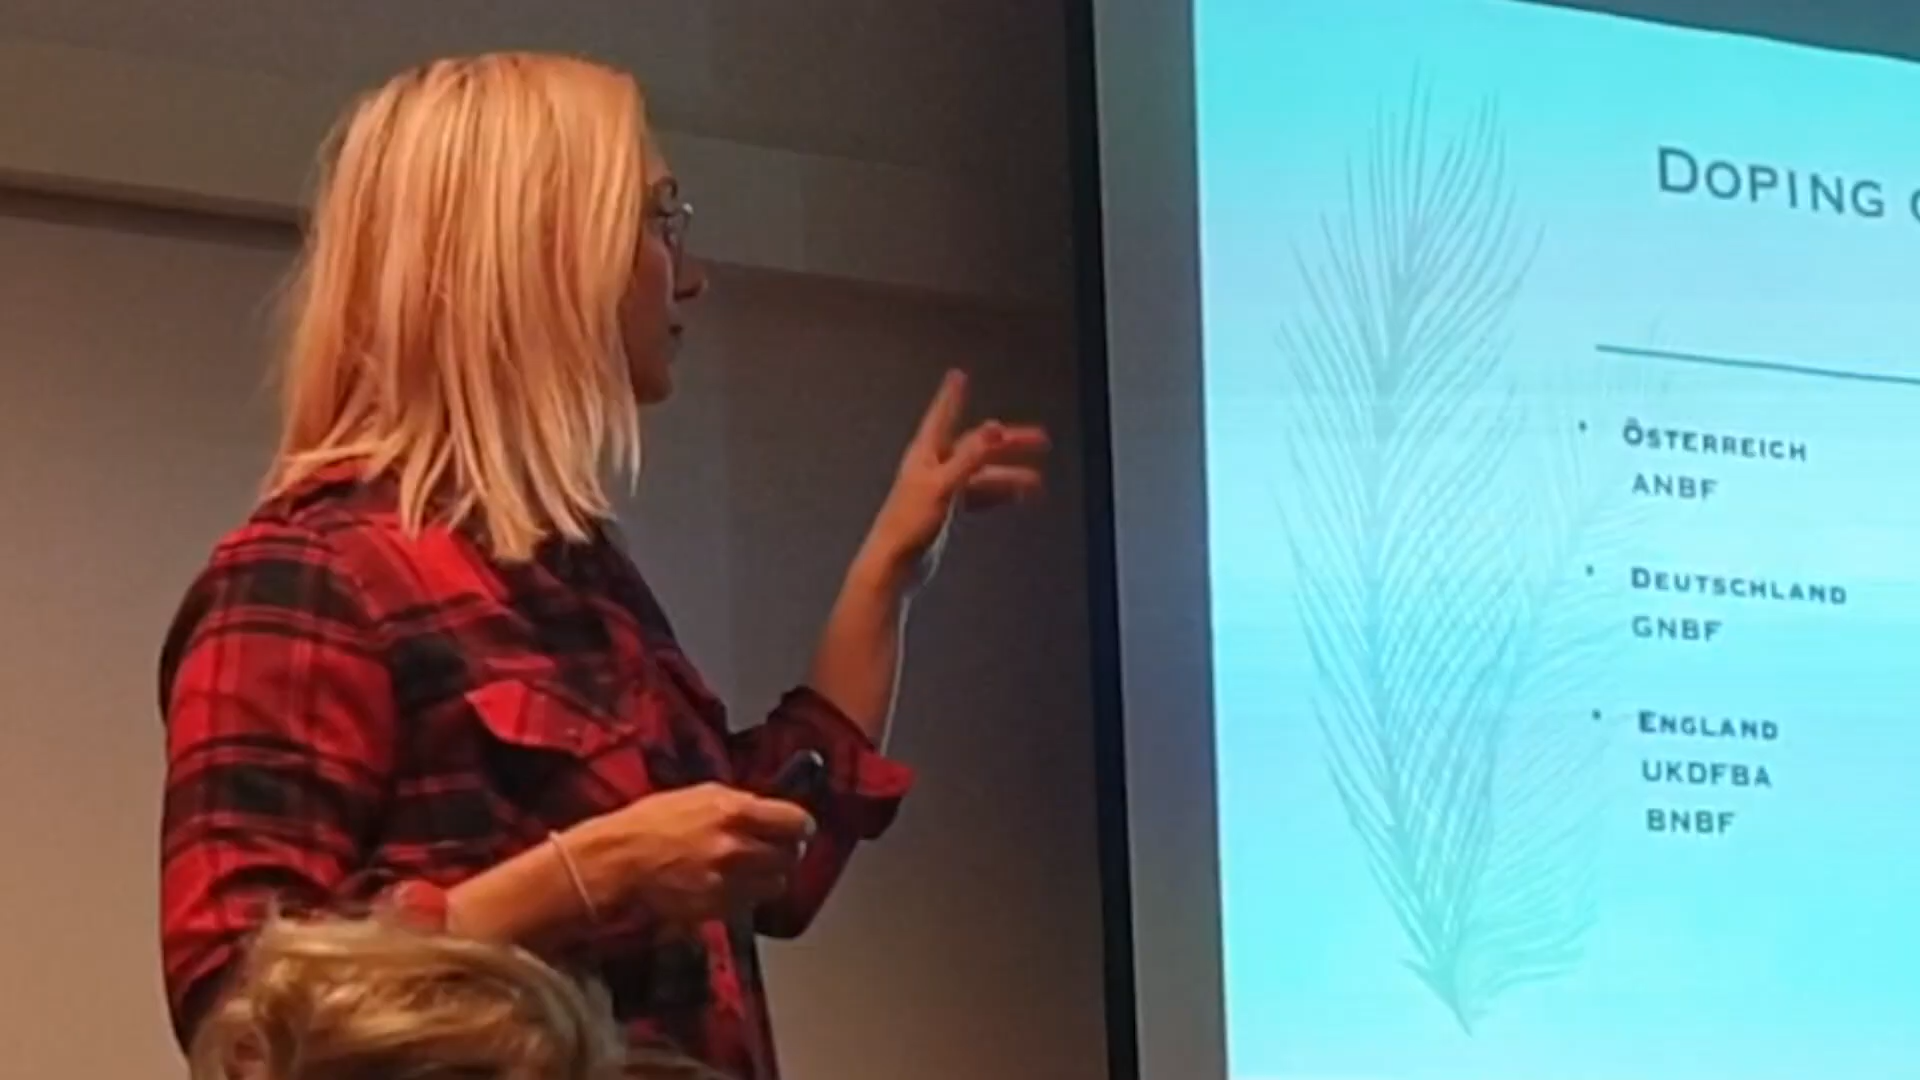 DOPING
ÖSTERREICH
ANBF
DEUTSCHLAND
GNBF
ENGLAND
UKDFBA
BNBF